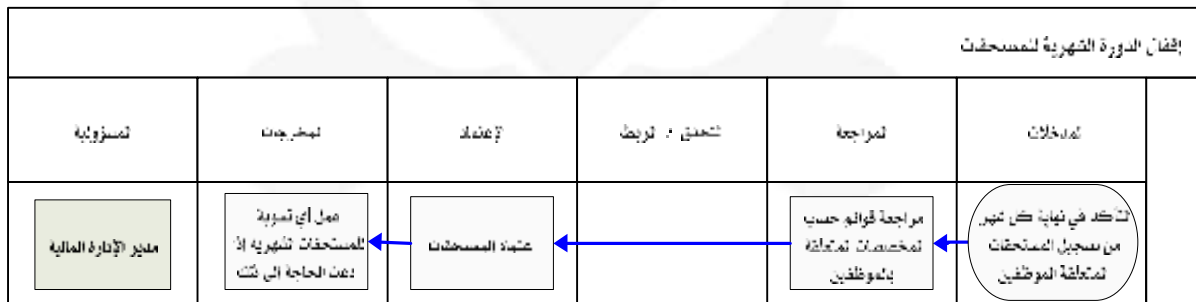 إقفال الدورة الشهرية للمستحقات
المدخلات
المراجعة
التحقق / الربط
الإعتماد
المخرجات
المسؤولية
التأكد في نهاية كل شهر
من تسجيل المستحقات
المتعلقة الموظفين
مراجعة قوائم حسب
المخصصات المتعلقة
بالموظفين
عتماد المستحقات
عمل أي تسوية
للمستحقات الشهرية إذا
دعت الحاجة الى ذلك
مدير الإدارة المالية